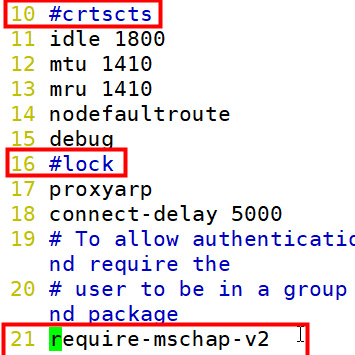 10 #crtscts
11 idle 1800
12 mtu 1410
13 mru 1410
14 nodefaultroute
15 debug
16 #lock
17 proxyarp
18 connect-delay 5000
19 # To allow authenticatio
nd require the
20 # user to be in a group
nd package
21 require-mschap-v2